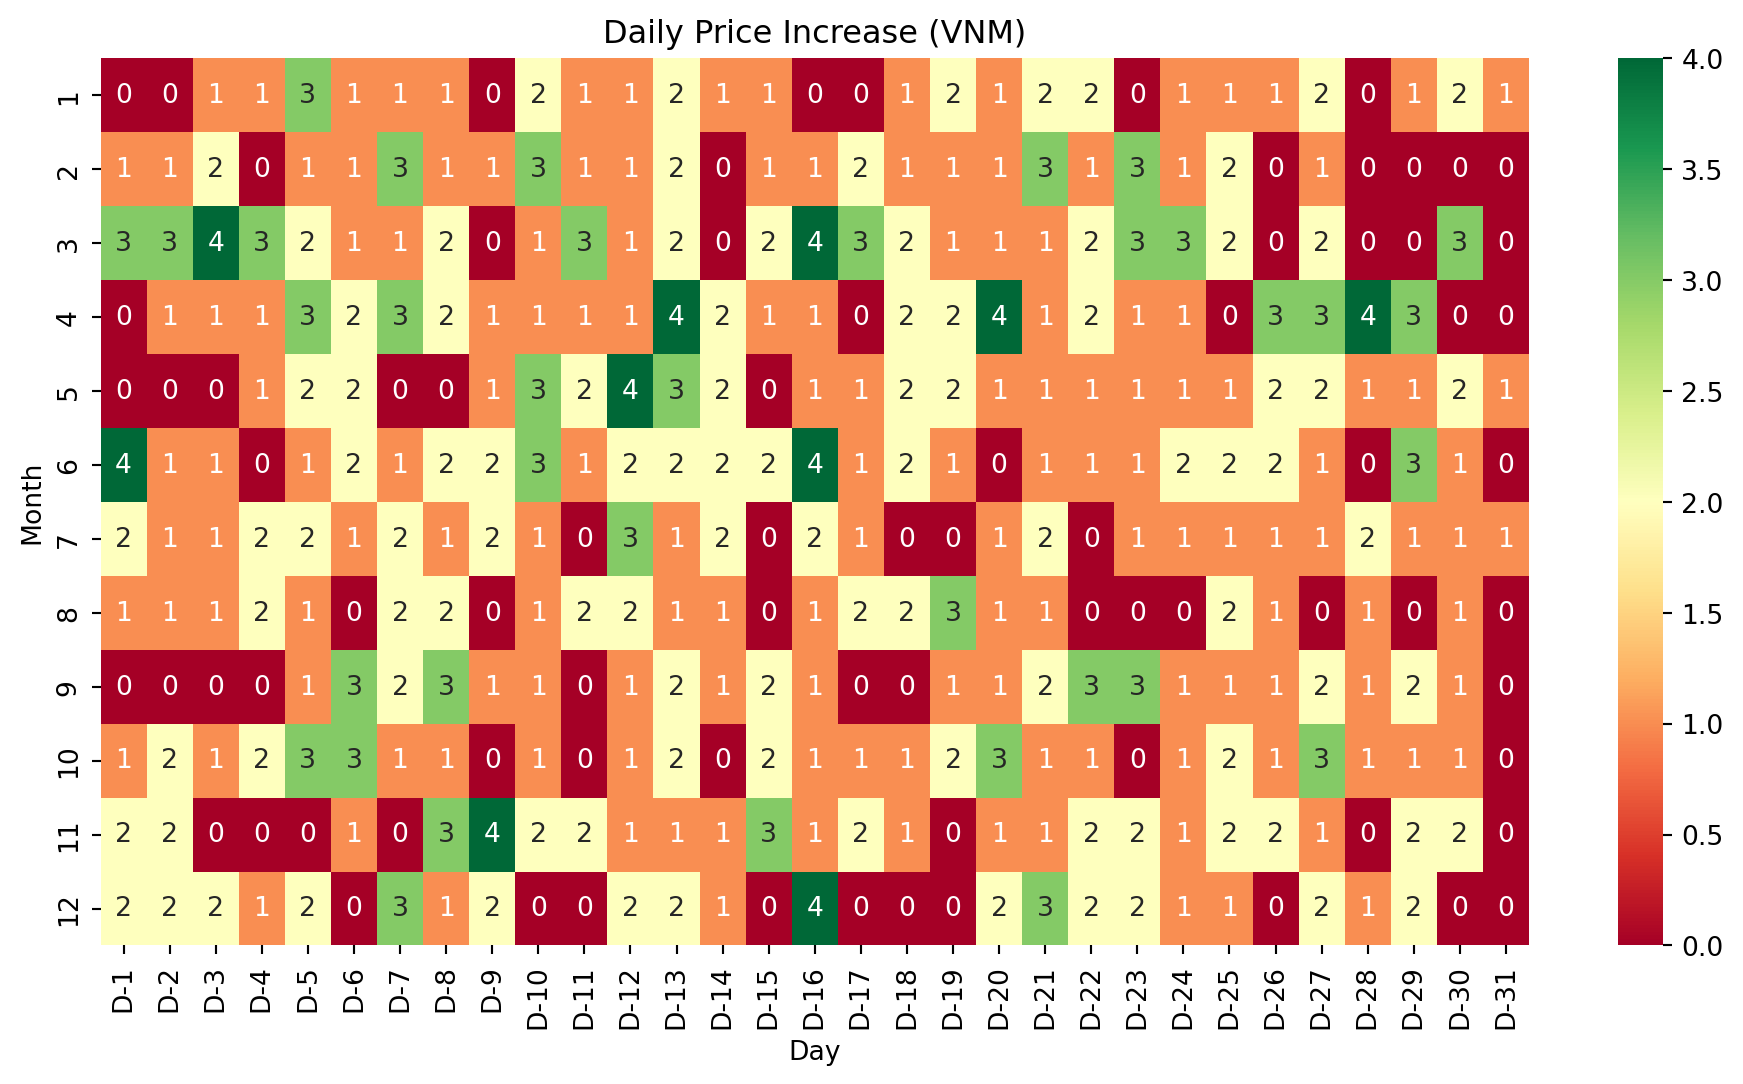 Daily Price Increase (VNM)
1 0 0 1 1 3 1 1 1 0 2 1 1 2 1 1 0 0 1 2 1 2 2 0 1 1 1 2 0 1 2 1
2 1 1 2 0 1 1 3 1 1 3 1 1 2 0 1 1 2 1 1 1 3 1 3 1 2 0 1 0 0 0 0
3 3 3 4 3 2 1 1 2 0 1 3 1 2 0 2 4 3 2 1 1 1 2 3 3 2 0 2 0 0 3 0
4 0 1 1 1 3 2 3 2 1 1 1 1 4 2 1 1 0 2 2 4 1 2 1 1 0 3 3 4 3 0 0
5 0 0 0 1 2 2 0 0 1 3 2 4 3 2 0 1 1 2 2 1 1 1 1 1 1 2 2 1 1 2 1
6 4 1 1 0 1 2 1 2 2 3 1 2 2 2 2 4 1 2 1 0 1 1 1 2 2 2 1 0 3 1 0
7 2 1 1 2 2 1 2 1 2 1 0 3 1 2 0 2 1 0 0 1 2 0 1 1 1 1 1 2 1 1 1
8 1 1 1 2 1 0 2 2 0 1 2 2 1 1 0 1 2 2 3 1 1 0 0 0 2 1 0 1 0 1 0
9 0 0 0 0 1 3 2 3 1 1 0 1 2 1 2 1 0 0 1 1 2 3 3 1 1 1 2 1 2 1 0
10 1 2 1 2 3 3 1 1 0 1 0 1 2 0 2 1 1 1 2 3 1 1 0 1 2 1 3 1 1 1 0
11 2 2 0 0 0 1 0 3 4 2 2 1 1 1 3 1 2 1 0 1 1 2 2 1 2 2 1 0 2 2 0
12 2 2 2 1 2 0 3 1 2 0 0 2 2 1 0 4 0 0 0 2 3 2 2 1 1 0 2 1 2 0 0
Month
D-1 D-2 D-3 D-4 D-5 D-6 D-7 D-8 D-9 D-10 D-11 D-12 D-13 D-14 D-15 D-16 D-17 D-18 D-19 D-20 D-21 D-22 D-23 D-24 D-25 D-26 D-27 D-28 D-29 D-30 D-31
Day
4.0
3.5
3.0
2.5
2.0
1.5
1.0
0.5
0.0